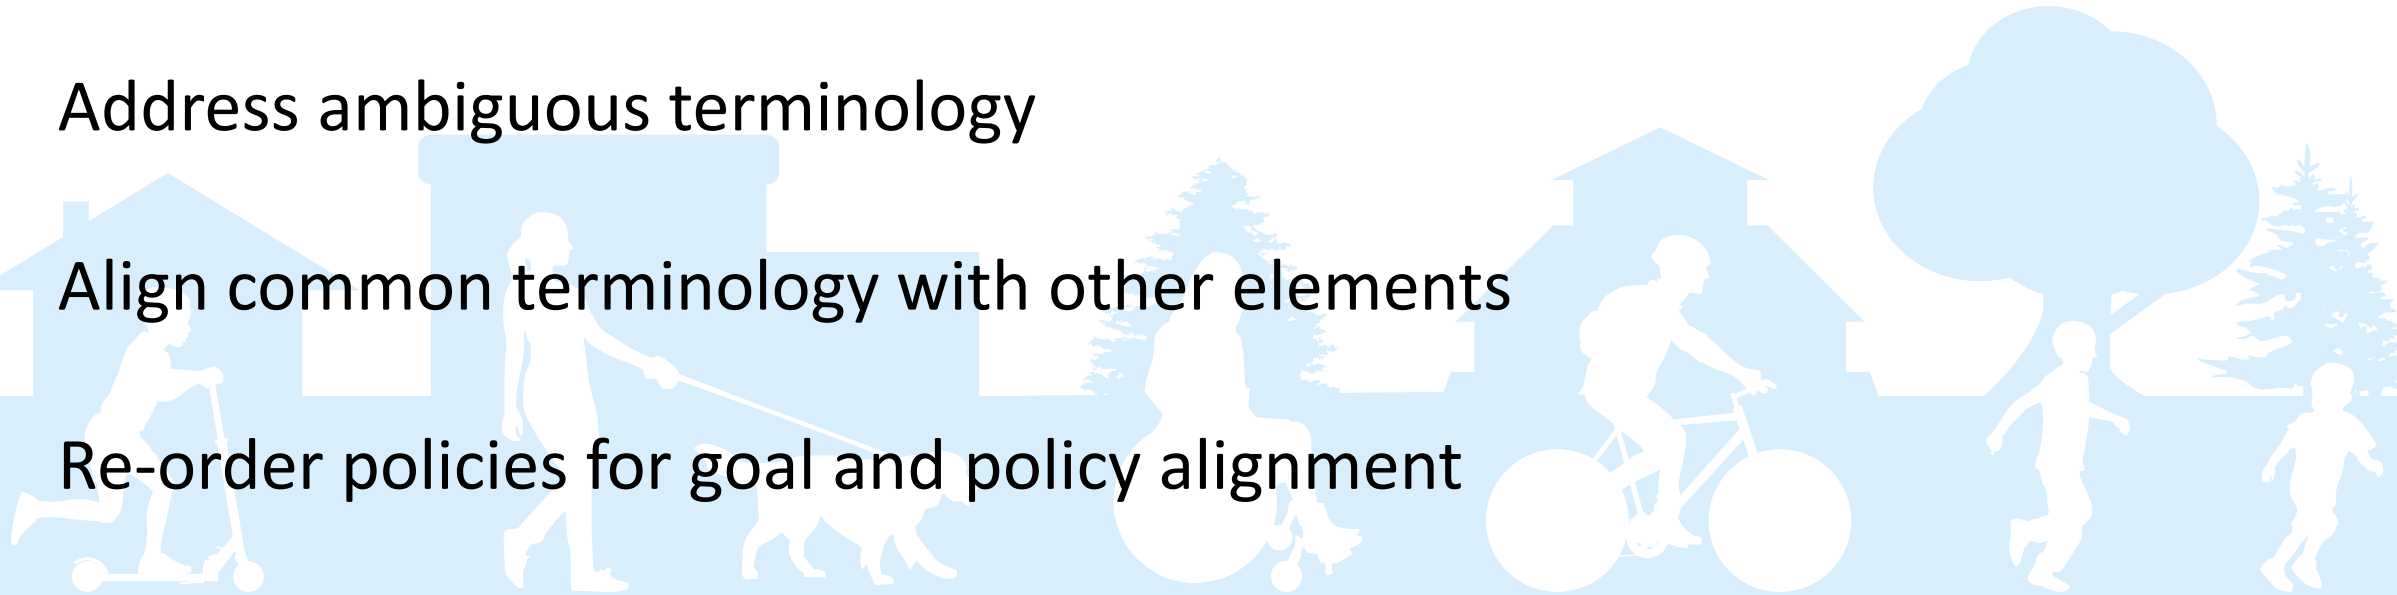 Address ambiguous terminology
Align common terminology with other elements
Re-order policies for goal and policy alignment